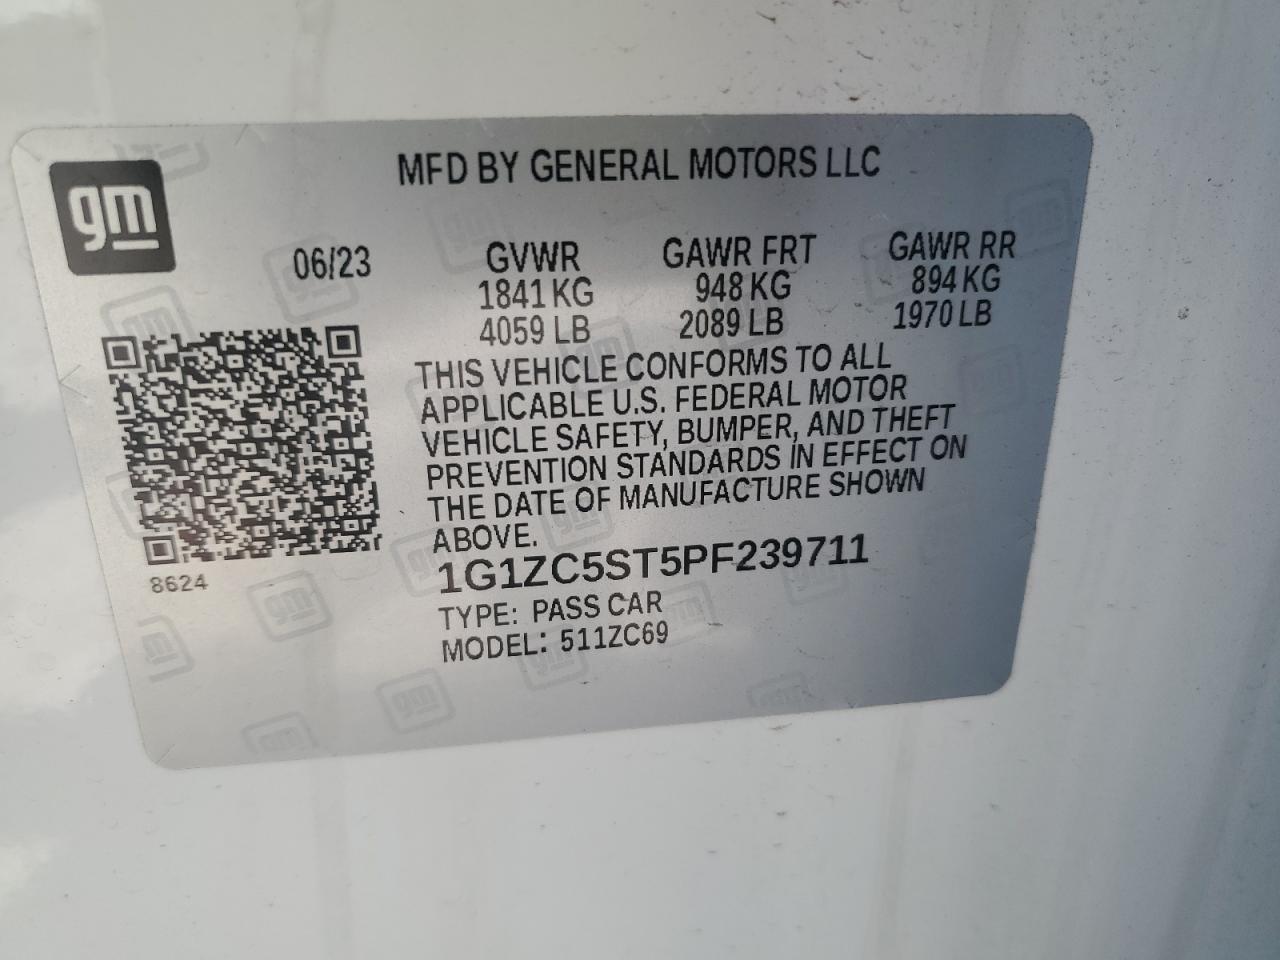 gm
MFD BY GENERAL MOTORS LLC
06/23 GVWR GAWR FRT GAWR RR
1841 KG 948 KG 894 KG
4059 LB 2089 LB 1970 LB
THIS VEHICLE CONFORMS TO ALL
APPLICABLE U.S. FEDERAL MOTOR
VEHICLE SAFETY, BUMPER, AND THEFT
PREVENTION STANDARDS IN EFFECT ON
THE DATE OF MANUFACTURE SHOWN
ABOVE.
8624
1G1ZC5ST5PF239711
TYPE: PASS CAR
MODEL: 511ZC69